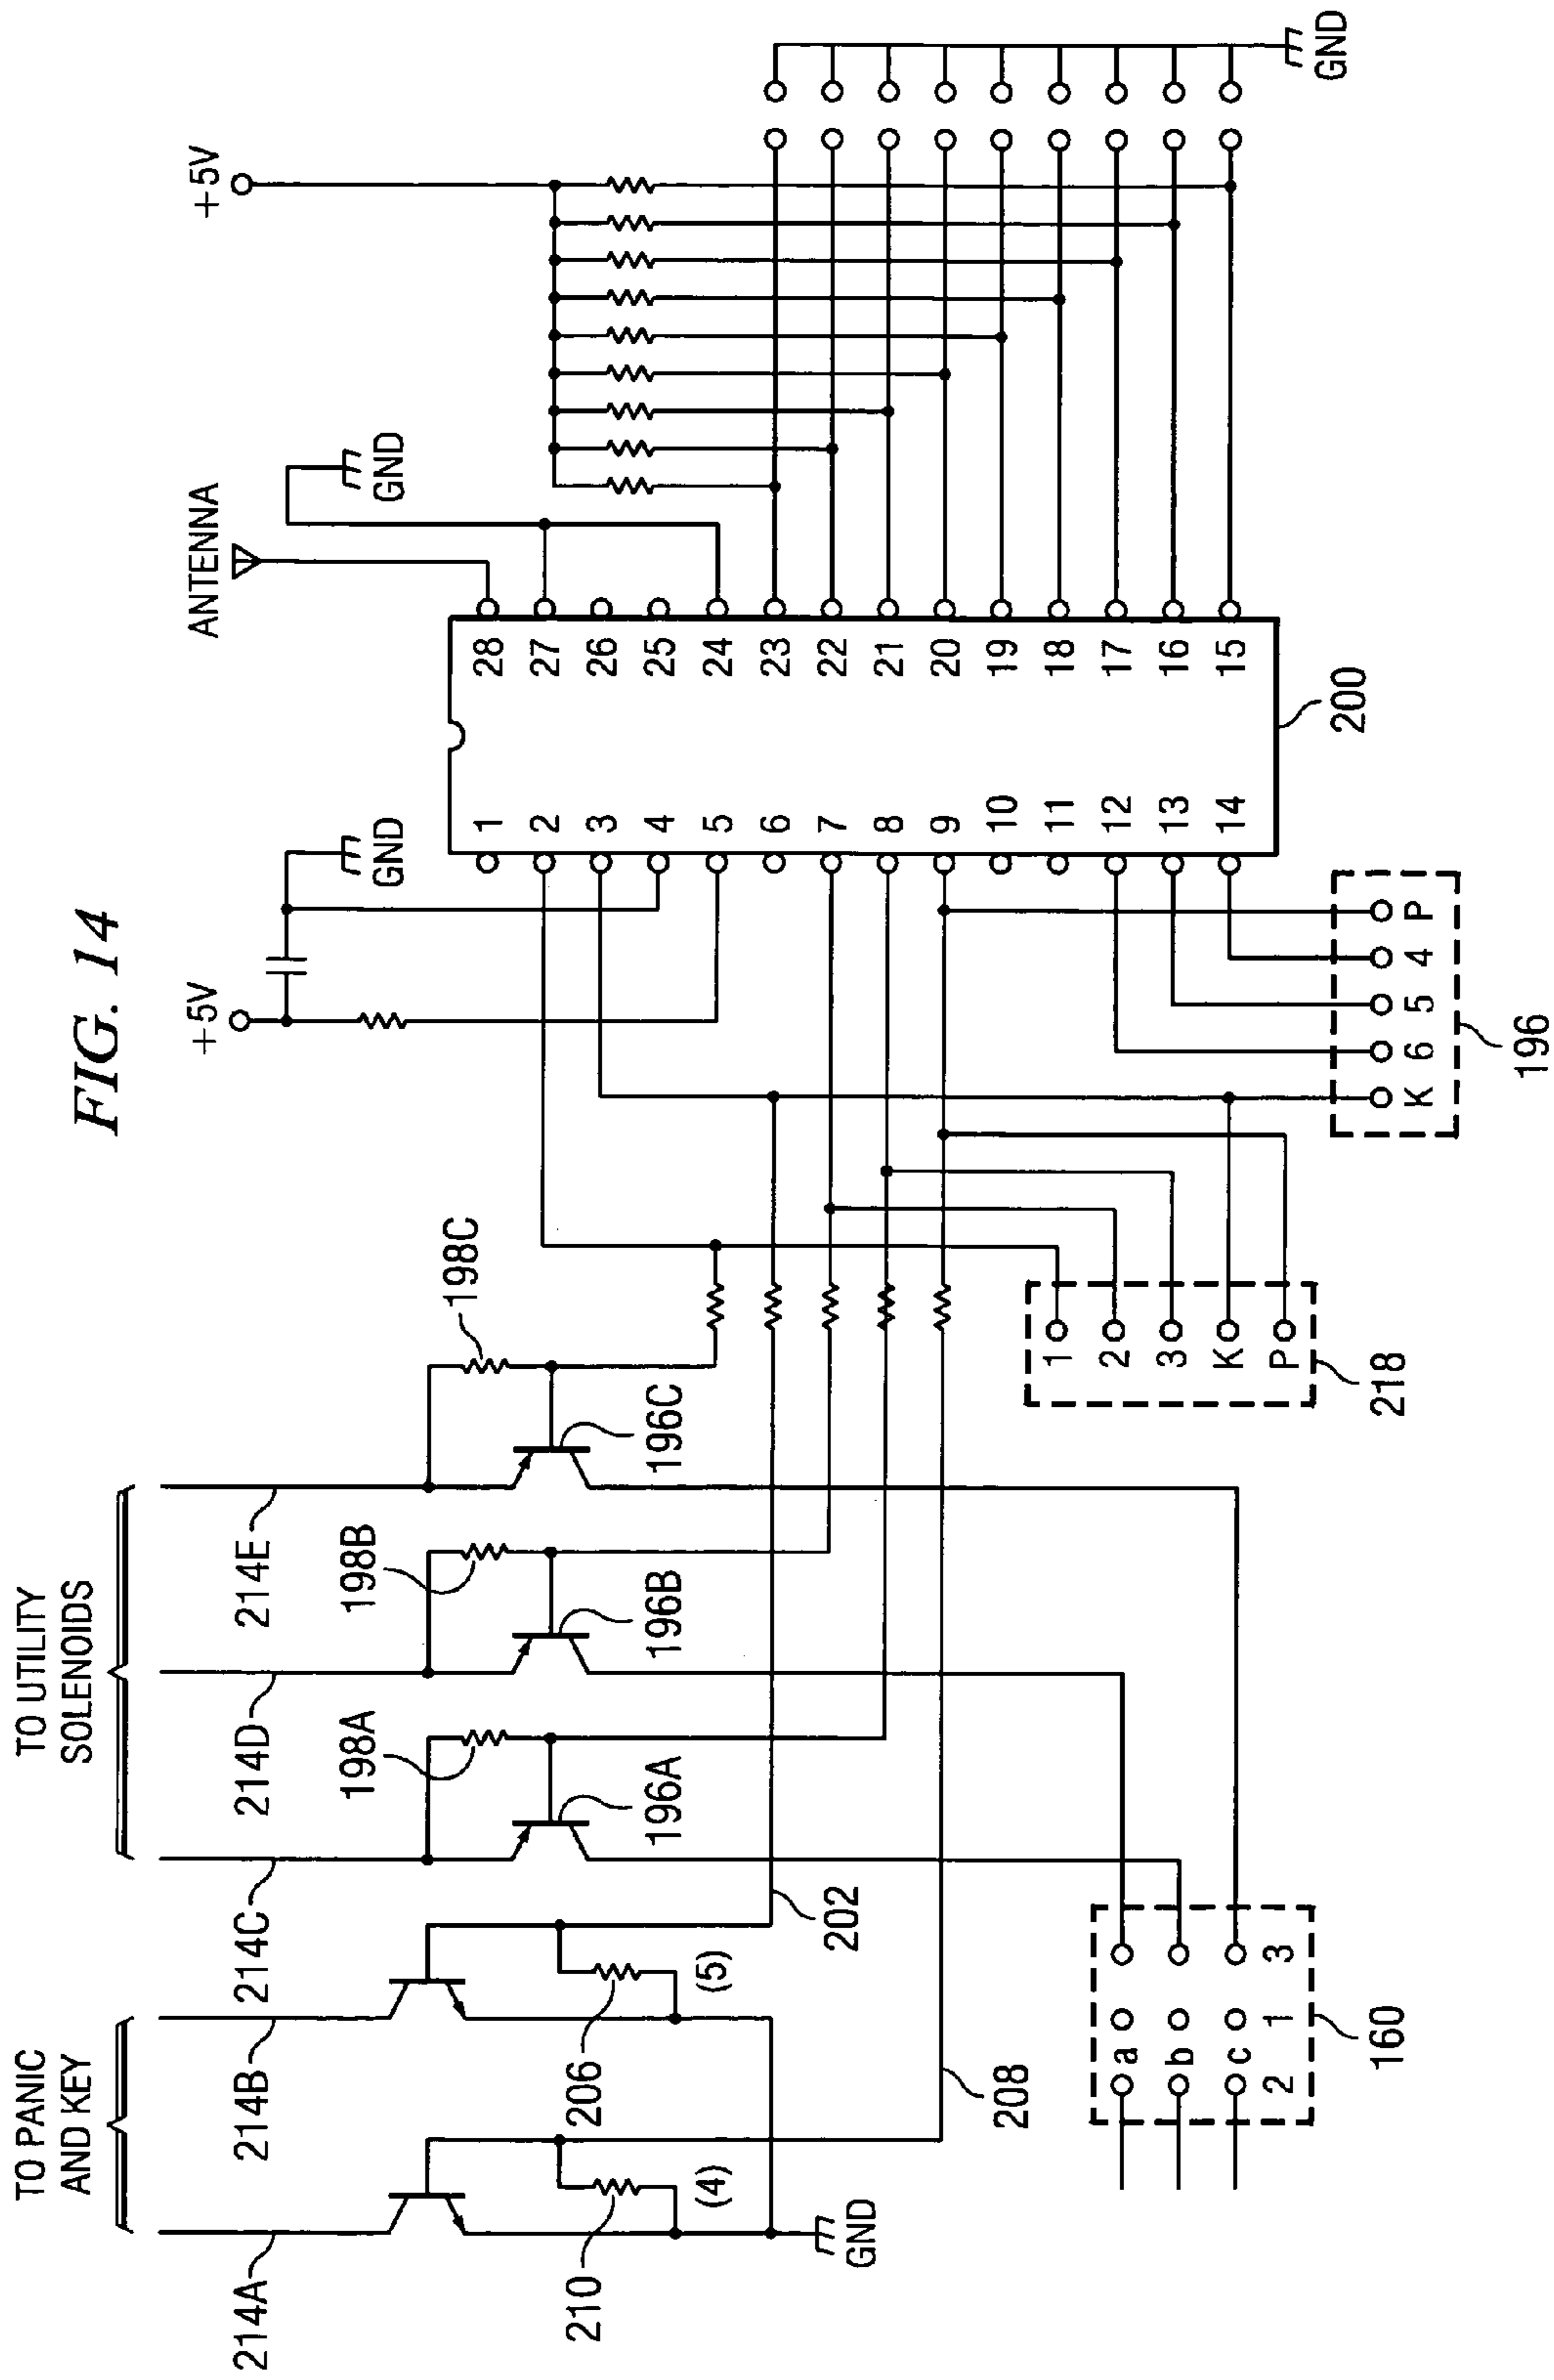 FIG. 14
TO PANIC
AND KEY
TO UTILITY
SOLENOIDS
214A
214B
214C
214D
214E
198A
198B
198C
196A
196B
196C
+5V
GND
ANTENNA
GND
+5V
GND
210
206
(4)
(5)
GND
202
208
1
2
3
4
5
6
7
8
9
10
11
12
13
14
28
27
26
25
24
23
22
21
20
19
18
17
16
15
200
a
b
c
2
1
3
160
1
2
3
K
P
218
K
6
5
4
P
196